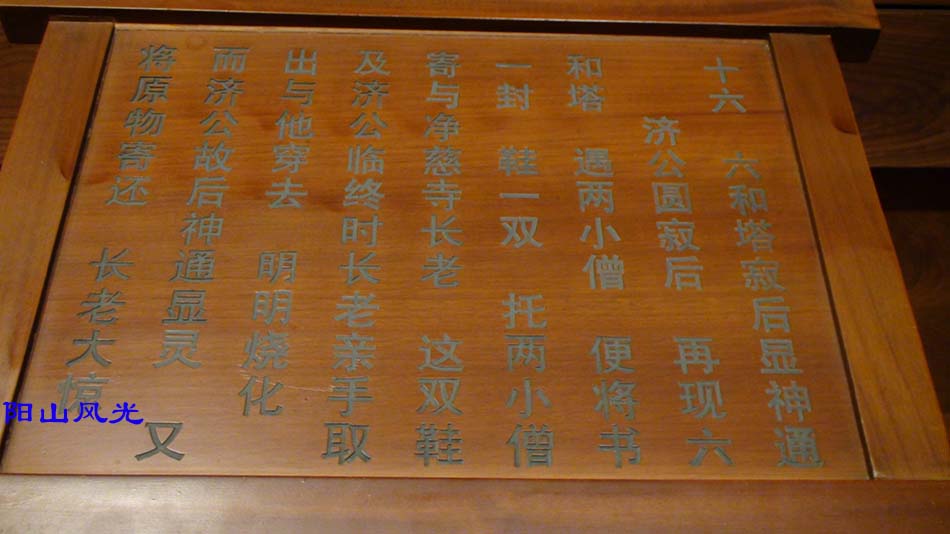 十六 六和塔寂后显神通
济公圆寂后 再现六
和塔 遇两小僧 便将书
一封 鞋一双 托两小僧
寄与净慈寺长老 这双鞋
及济公临终时长老亲手取
出与他穿去 明明烧化
而济公故后神通显灵 又
将原物寄还 长老大惊
阳山风光